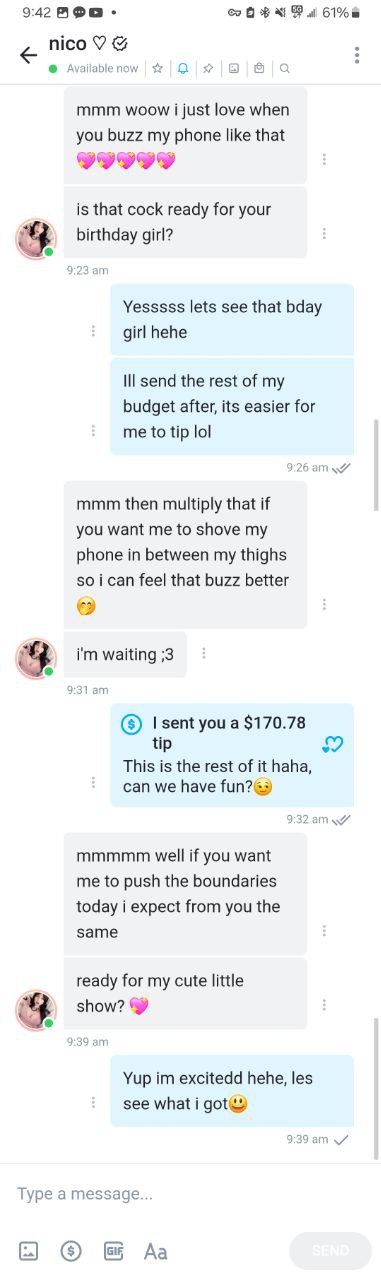 9:42
61%
nico ♡
Available now
mmm woow i just love when
you buzz my phone like that
💖💖💖💖💖
is that cock ready for your
birthday girl?
9:23 am
Yesssss lets see that bday
girl hehe
Ill send the rest of my
budget after, its easier for
me to tip lol
9:26 am
mmm then multiply that if
you want me to shove my
phone in between my thighs
so i can feel that buzz better
🤭
i'm waiting ;3
9:31 am
I sent you a $170.78
tip
This is the rest of it haha,
can we have fun?😉
9:32 am
mmmmm well if you want
me to push the boundaries
today i expect from you the
same
ready for my cute little
show? 💖
9:39 am
Yup im excitedd hehe, les
see what i got😃
9:39 am
Type a message...
GIF
Aa
SEND